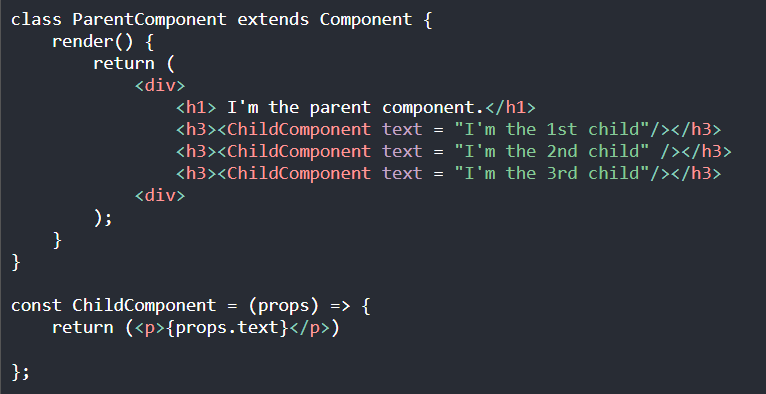 class ParentComponent extends Component {
    render() {
        return (
            <div>
                <h1> I'm the parent component.</h1>
                <h3><ChildComponent text = "I'm the 1st child"/></h3>
                <h3><ChildComponent text = "I'm the 2nd child" /></h3>
                <h3><ChildComponent text = "I'm the 3rd child"/></h3>
            <div>
        );
    }
}

const ChildComponent = (props) => {
    return (<p>{props.text}</p>)

};